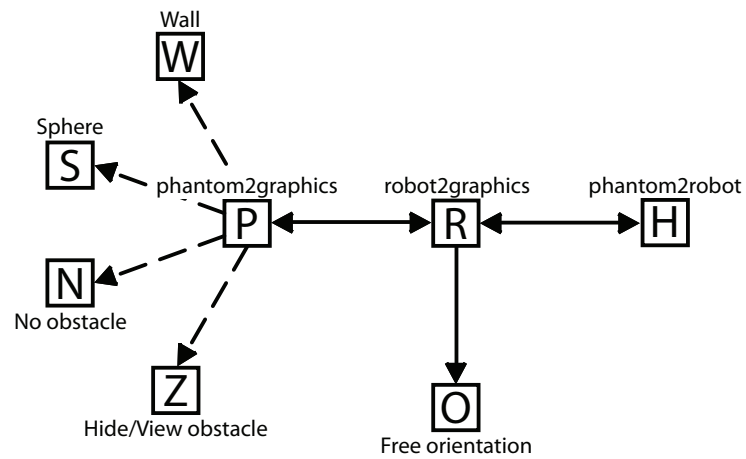 Wall
W
Sphere
S
phantom2graphics
P
robot2graphics
R
phantom2robot
H
N
No obstacle
Z
Hide/View obstacle
O
Free orientation